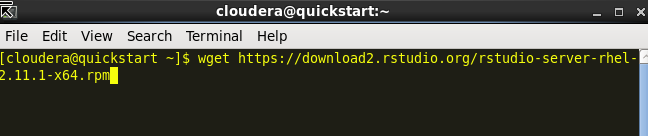 cloudera@quickstart:~
File Edit View Search Terminal Help
[cloudera@quickstart ~]$ wget https://download2.rstudio.org/rstudio-server-rhel-
2.11.1-x64.rpm